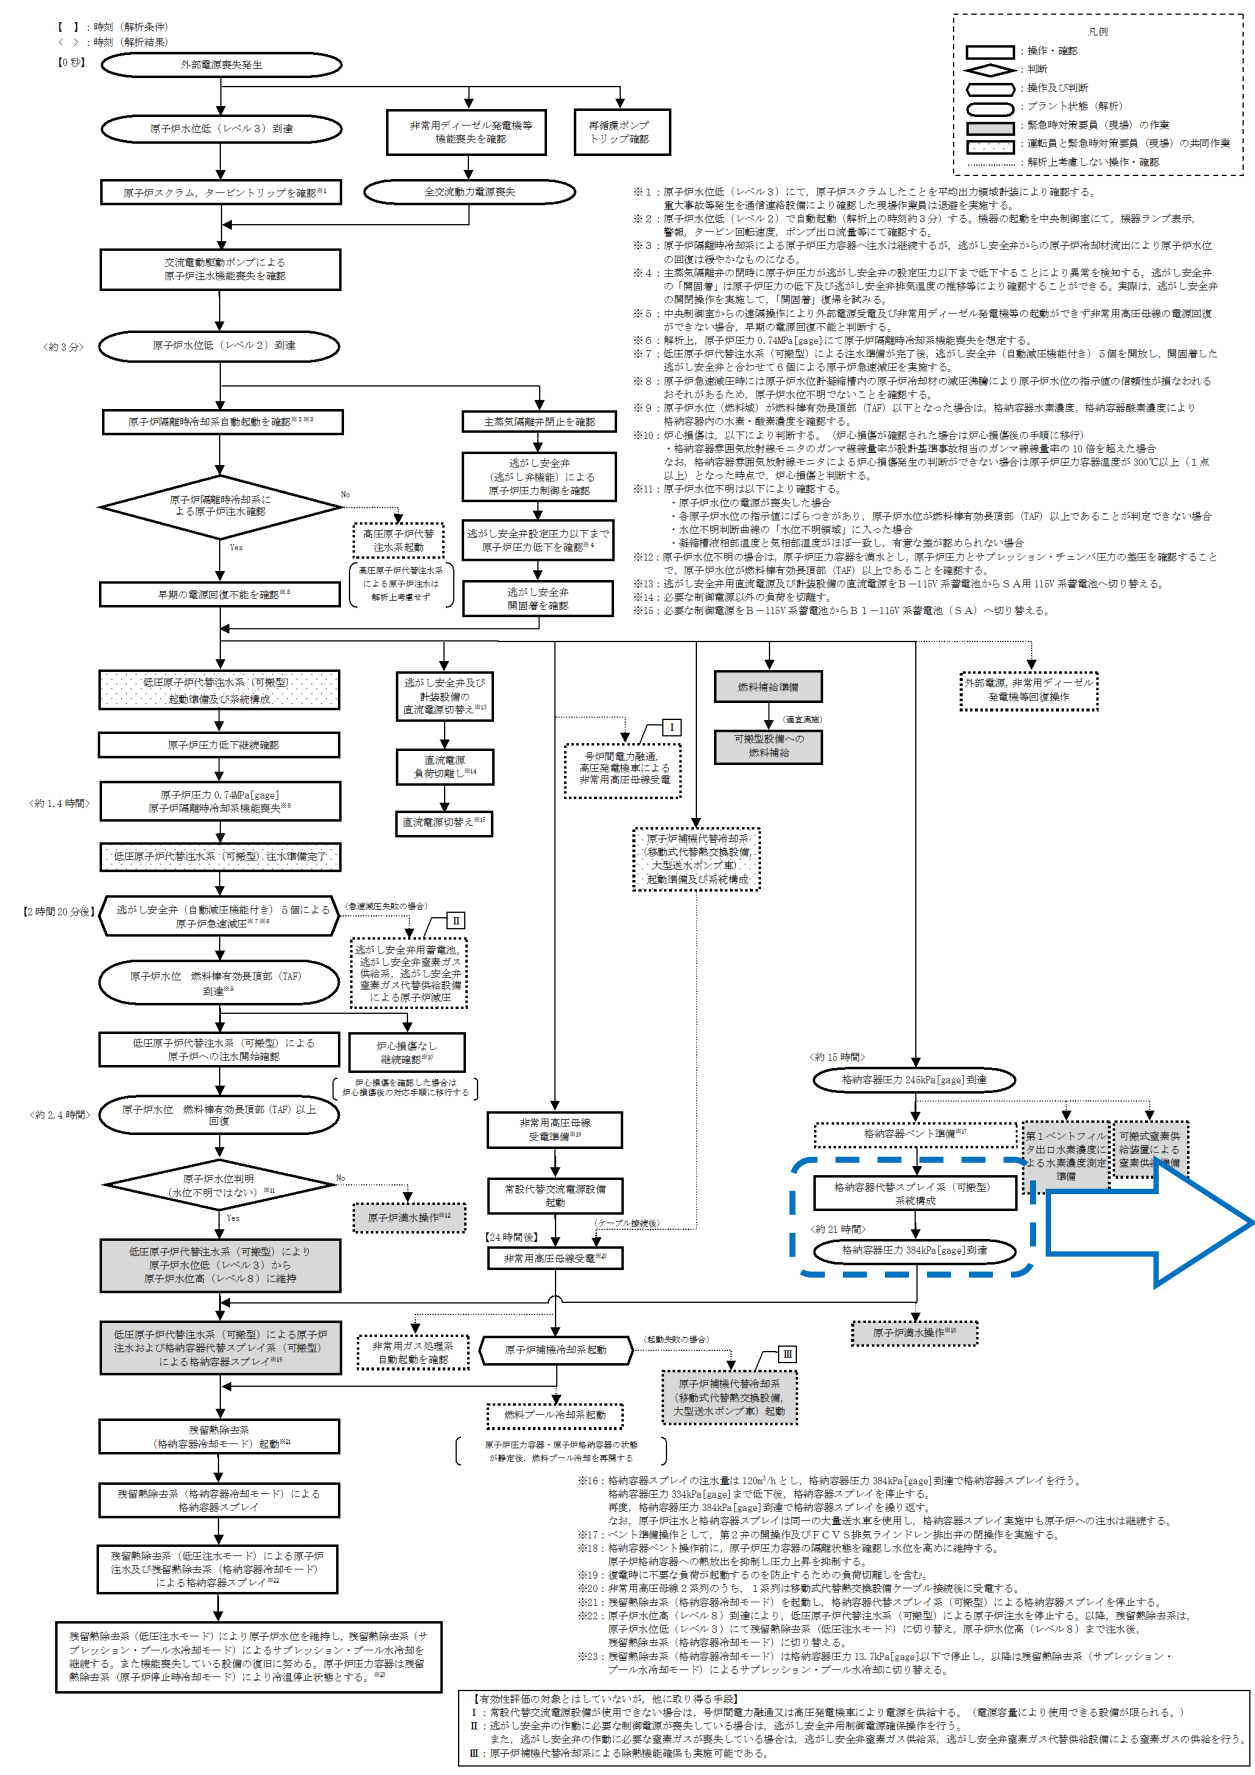 【　】：時刻（解析条件）
＜　＞：時刻（解析結果）
【0 秒】
外部電源喪失発生
凡例
：操作・確認
：判断
：操作及び判断
：プラント状態（解析）
：緊急時対策要員（現場）の作業
：運転員と緊急時対策要員（現場）の共同作業
：解析上考慮しない操作・確認
原子炉水位低（レベル３）到達
非常用ディーゼル発電機等
機能喪失を確認
再循環ポンプ
トリップ確認
原子炉スクラム，タービントリップを確認※1
全交流動力電源喪失
交流電動駆動ポンプによる
原子炉注水機能喪失を確認
＜約３分＞
原子炉水位低（レベル２）到達
原子炉隔離時冷却系自動起動を確認※2※3
主蒸気隔離弁閉止を確認
逃がし安全弁
（逃がし弁機能）による
原子炉圧力制御を確認
原子炉隔離時冷却系に
よる原子炉注水確認
No
Yes
高圧原子炉代替
注水系起動
高圧原子炉代替注水系
による原子炉注水は
解析上考慮せず
逃がし安全弁設定圧力以下まで
原子炉圧力低下を確認※4
逃がし安全弁
開固着を確認
早期の電源回復不能を確認※5
※１：原子炉水位低（レベル３）にて，原子炉スクラムしたことを平均出力領域計装により確認する。
重大事故等発生を通信連絡設備により確認した現場作業員は退避を実施する。
※２：原子炉水位低（レベル２）で自動起動（解析上の時刻約３分）する。機器の起動を中央制御室にて，機器ランプ表示，
警報，タービン回転速度，ポンプ出口流量等にて確認する。
※３：原子炉隔離時冷却系による原子炉圧力容器へ注水は継続するが，逃がし安全弁からの原子炉冷却材流出により原子炉水位
の回復は緩やかなものになる。
※４：主蒸気隔離弁の閉時に原子炉圧力が逃がし安全弁の設定圧力以下まで低下することにより異常を検知する。逃がし安全弁
の「開固着」は原子炉圧力の低下及び逃がし安全弁排気温度の推移等により確認することができる。実際は，逃がし安全弁
の開閉操作を実施して，「開固着」復帰を試みる。
※５：中央制御室からの遠隔操作により外部電源受電及び非常用ディーゼル発電機等の起動ができず非常用高圧母線の電源回復
ができない場合，早期の電源回復不能と判断する。
※６：解析上，原子炉圧力 0.74MPa[gage]にて原子炉隔離時冷却系機能喪失を想定する。
※７：低圧原子炉代替注水系（可搬型）による注水準備が完了後，逃がし安全弁（自動減圧機能付き）５個を開放し，開固着した
逃がし安全弁と合わせて６個による原子炉急速減圧を実施する。
※８：原子炉急速減圧時には原子炉水位計凝縮槽内の原子炉冷却材の減圧沸騰により原子炉水位の指示値の信頼性が損なわれる
おそれがあるため，原子炉水位不明でないことを確認する。
※９：原子炉水位（燃料域）が燃料棒有効長頂部（TAF）以下となった場合は，格納容器水素濃度，格納容器酸素濃度により
格納容器内の水素・酸素濃度を確認する。
※10：炉心損傷は，以下により判断する。（炉心損傷が確認された場合は炉心損傷後の手順に移行）
・格納容器雰囲気放射線モニタのガンマ線線量率が設計基準事故相当のガンマ線線量率の 10 倍を超えた場合
なお，格納容器雰囲気放射線モニタによる炉心損傷発生の判断ができない場合は原子炉圧力容器温度が 300℃以上（１点
以上）となった時点で，炉心損傷と判断する。
※11：原子炉水位不明は以下により確認する。
・原子炉水位の電源が喪失した場合
・各原子炉水位の指示値にばらつきがあり，原子炉水位が燃料棒有効長頂部（TAF）以上であることが判定できない場合
・水位不明判断曲線の「水位不明領域」に入った場合
・凝縮槽液相部温度と気相部温度がほぼ一致し，有意な差が認められない場合
※12：原子炉水位不明の場合は，原子炉圧力容器を満水とし，原子炉圧力とサプレッション・チェンバ圧力の差圧を確認すること
で，原子炉水位が燃料棒有効長頂部（TAF）以上であることを確認する。
※13：逃がし安全弁用直流電源及び計装設備の直流電源をＢ－115V 系蓄電池からＳＡ用 115V 系蓄電池へ切り替える。
※14：必要な制御電源以外の負荷を切離す。
※15：必要な制御電源をＢ－115V 系蓄電池からＢ１－115V 系蓄電池（ＳＡ）へ切り替える。
低圧原子炉代替注水系（可搬型）
起動準備及び系統構成
逃がし安全弁及び
計装設備の
直流電源切替え※13
燃料補給準備
（適宜実施）
可搬型設備への
燃料補給
外部電源，非常用ディーゼル
発電機等回復操作
原子炉圧力低下継続確認
直流電源
負荷切離し※14
Ⅰ
号炉間電力融通，
高圧発電機車による
非常用高圧母線受電
＜約 1.4 時間＞
原子炉圧力 0.74MPa[gage]
原子炉隔離時冷却系機能喪失※6
直流電源切替え※15
低圧原子炉代替注水系（可搬型）注水準備完了
原子炉補機代替冷却系
（移動式代替熱交換設備，
大型送水ポンプ車）
起動準備及び系統構成
【2 時間 20 分後】
逃がし安全弁（自動減圧機能付き）５個による
原子炉急速減圧※7※8
（急速減圧失敗の場合）
Ⅱ
逃がし安全弁用蓄電池，
逃がし安全弁窒素ガス
供給系，逃がし安全弁
窒素ガス代替供給設備
による原子炉減圧
原子炉水位　燃料棒有効長頂部（TAF）
到達※9
低圧原子炉代替注水系（可搬型）による
原子炉への注水開始確認
炉心損傷なし
継続確認※10
炉心損傷を確認した場合は
炉心損傷後の対応手順に移行する
＜約 2.4 時間＞
原子炉水位　燃料棒有効長頂部（TAF）以上
回復
＜約 15 時間＞
格納容器圧力 245kPa[gage]到達
非常用高圧母線
受電準備※19
格納容器ベント準備※17
第１ベントフィル
タ出口水素濃度に
よる水素濃度測定
準備
可搬式窒素供
給装置による
窒素供給準備
原子炉水位判明
（水位不明ではない）※11
No
Yes
原子炉満水操作※12
常設代替交流電源設備
起動
格納容器代替スプレイ系（可搬型）
系統構成
（ケーブル接続後）
【24 時間後】
非常用高圧母線受電※20
＜約 21 時間＞
格納容器圧力 384kPa[gage]到達
低圧原子炉代替注水系（可搬型）により
原子炉水位低（レベル３）から
原子炉水位高（レベル８）に維持
原子炉満水操作※18
低圧原子炉代替注水系（可搬型）による原子炉
注水および格納容器代替スプレイ系（可搬型）
による格納容器スプレイ※16
非常用ガス処理系
自動起動を確認
原子炉補機冷却系起動
（起動失敗の場合）
Ⅲ
原子炉補機代替冷却系
（移動式代替熱交換設備，
大型送水ポンプ車）起動
燃料プール冷却系起動
原子炉圧力容器・原子炉格納容器の状態
が静定後，燃料プール冷却を再開する
残留熱除去系
（格納容器冷却モード）起動※21
残留熱除去系（格納容器冷却モード）による
格納容器スプレイ
残留熱除去系（低圧注水モード）による原子炉
注水及び残留熱除去系（格納容器冷却モード）
による格納容器スプレイ※22
残留熱除去系（低圧注水モード）により原子炉水位を維持し，残留熱除去系（サ
プレッション・プール水冷却モード）によるサプレッション・プール水冷却を
継続する。また機能喪失している設備の復旧に努める。原子炉圧力容器は残留
熱除去系（原子炉停止時冷却モード）により冷温停止状態とする。※23
※16：格納容器スプレイの注水量は 120m³/h とし，格納容器圧力 384kPa[gage]到達で格納容器スプレイを行う。
格納容器圧力 334kPa[gage]まで低下後，格納容器スプレイを停止する。
再度，格納容器圧力 384kPa[gage]到達で格納容器スプレイを繰り返す。
なお，原子炉注水と格納容器スプレイは同一の大量送水車を使用し，格納容器スプレイ実施中も原子炉への注水は継続する。
※17：ベント準備操作として，第２弁の開操作及びＦＣＶＳ排気ラインドレン排出弁の閉操作を実施する。
※18：格納容器ベント操作前に，原子炉圧力容器の隔離状態を確認し水位を高めに維持する。
原子炉格納容器への熱放出を抑制し圧力上昇を抑制する。
※19：復電時に不要な負荷が起動するのを防止するための負荷切離しを含む。
※20：非常用高圧母線２系列のうち，１系列は移動式代替熱交換設備ケーブル接続後に受電する。
※21：残留熱除去系（格納容器冷却モード）を起動し，格納容器代替スプレイ系（可搬型）による格納容器スプレイを停止する。
※22：原子炉水位高（レベル８）到達により，低圧原子炉代替注水系（可搬型）による原子炉注水を停止する。以降，残留熱除去系は，
原子炉水位低（レベル３）にて残留熱除去系（低圧注水モード）に切り替え，原子炉水位高（レベル８）まで注水後，
残留熱除去系（格納容器冷却モード）に切り替える。
※23：残留熱除去系（格納容器冷却モード）は格納容器圧力 13.7kPa[gage]以下で停止し，以降は残留熱除去系（サプレッション・
プール水冷却モード）によるサプレッション・プール水冷却に切り替える。
【有効性評価の対象とはしていないが，他に取り得る手段】
Ⅰ：常設代替交流電源設備が使用できない場合は，号炉間電力融通又は高圧発電機車により電源を供給する。（電源容量により使用できる設備が限られる。）
Ⅱ：逃がし安全弁の作動に必要な制御電源が喪失している場合は，逃がし安全弁用制御電源確保操作を行う。
また，逃がし安全弁の作動に必要な窒素ガスが喪失している場合は，逃がし安全弁窒素ガス供給系，逃がし安全弁窒素ガス代替供給設備による窒素ガスの供給を行う。
Ⅲ：原子炉補機代替冷却系による除熱機能確保も実施可能である。